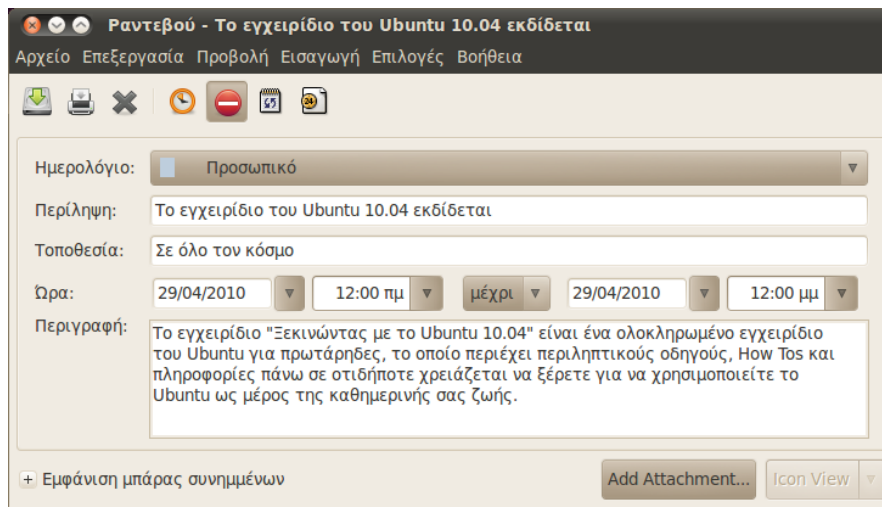 Ραντεβού - Το εγχειρίδιο του Ubuntu 10.04 εκδίδεται
Αρχείο Επεξεργασία Προβολή Εισαγωγή Επιλογές Βοήθεια
24
Ημερολόγιο: Προσωπικό
Περίληψη: Το εγχειρίδιο του Ubuntu 10.04 εκδίδεται
Τοποθεσία: Σε όλο τον κόσμο
Ώρα: 29/04/2010 12:00 πμ μέχρι 29/04/2010 12:00 μμ
Περιγραφή: Το εγχειρίδιο "Ξεκινώντας με το Ubuntu 10.04" είναι ένα ολοκληρωμένο εγχειρίδιο
του Ubuntu για πρωτάρηδες, το οποίο περιέχει περιληπτικούς οδηγούς, How Tos και
πληροφορίες πάνω σε οτιδήποτε χρειάζεται να ξέρετε για να χρησιμοποιείτε το
Ubuntu ως μέρος της καθημερινής σας ζωής.
Εμφάνιση μπάρας συνημμένων Add Attachment... Icon View